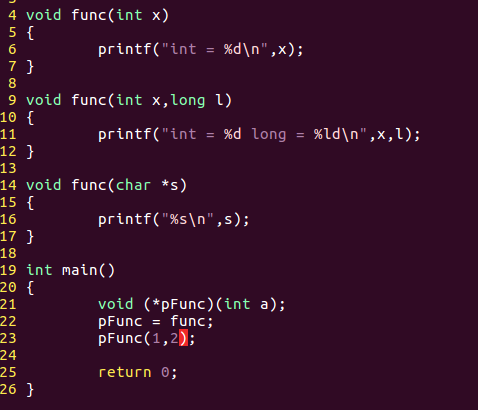 4 void func(int x)
5 {
6         printf("int = %d\n",x);
7 }
8
9 void func(int x,long l)
10 {
11         printf("int = %d long = %ld\n",x,l);
12 }
13
14 void func(char *s)
15 {
16         printf("%s\n",s);
17 }
18
19 int main()
20 {
21         void (*pFunc)(int a);
22         pFunc = func;
23         pFunc(1,2);
24
25         return 0;
26 }